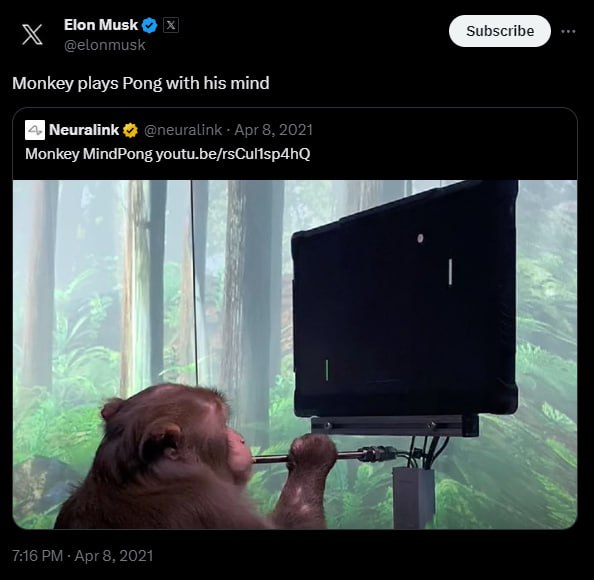 Elon Musk
@elonmusk
Subscribe
Monkey plays Pong with his mind
Neuralink @neuralink · Apr 8, 2021
Monkey MindPong youtu.be/rsCul1sp4hQ
7:16 PM · Apr 8, 2021